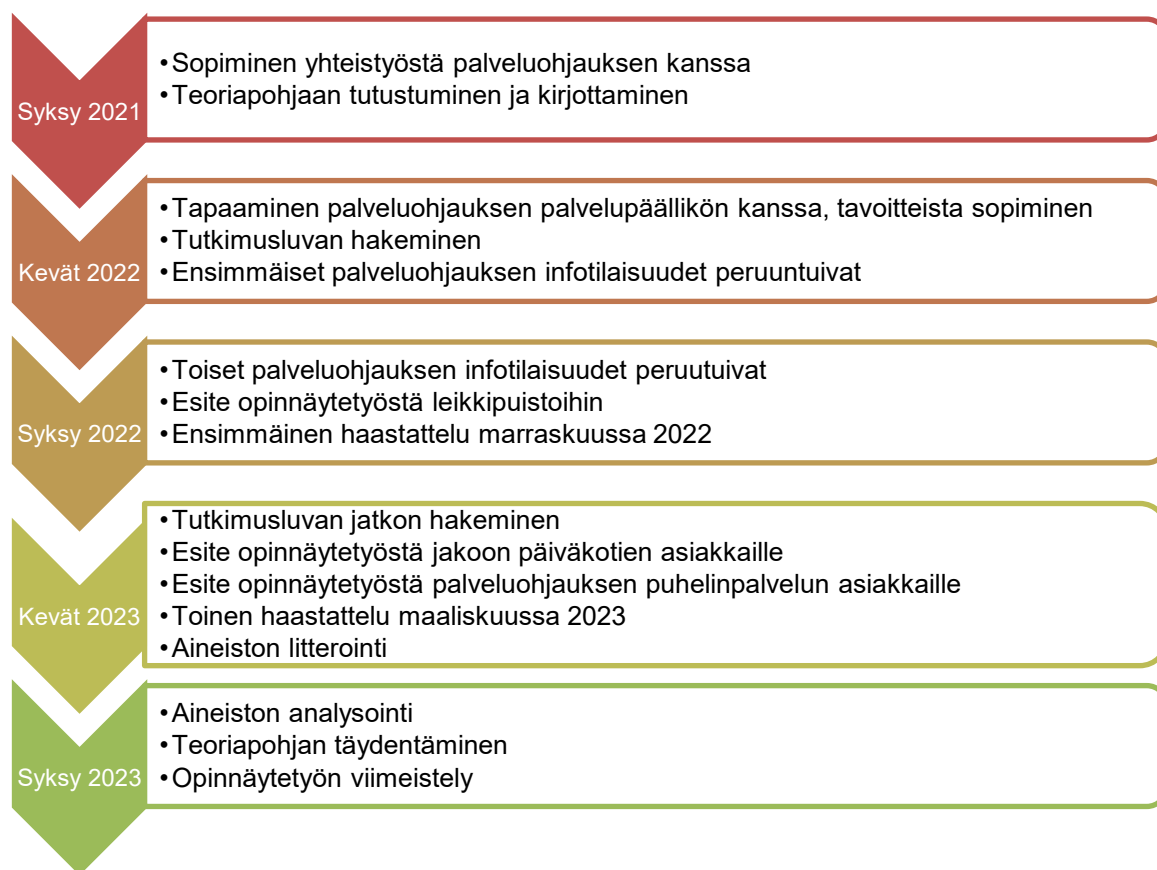 Syksy 2021
•Sopiminen yhteistyöstä palveluohjauksen kanssa
•Teoriapohjaan tutustuminen ja kirjottaminen
Kevät 2022
•Tapaaminen palveluohjauksen palvelupäällikön kanssa, tavoitteista sopiminen
•Tutkimusluvan hakeminen
•Ensimmäiset palveluohjauksen infotilaisuudet peruuntuivat
Syksy 2022
•Toiset palveluohjauksen infotilaisuudet peruutuivat
•Esite opinnäytetyöstä leikkipuistoihin
•Ensimmäinen haastattelu marraskuussa 2022
Kevät 2023
•Tutkimusluvan jatkon hakeminen
•Esite opinnäytetyöstä jakoon päiväkotien asiakkaille
•Esite opinnäytetyöstä palveluohjauksen puhelinpalvelun asiakkaille
•Toinen haastattelu maaliskuussa 2023
•Aineiston litterointi
Syksy 2023
•Aineiston analysointi
•Teoriapohjan täydentäminen
•Opinnäytetyön viimeistely